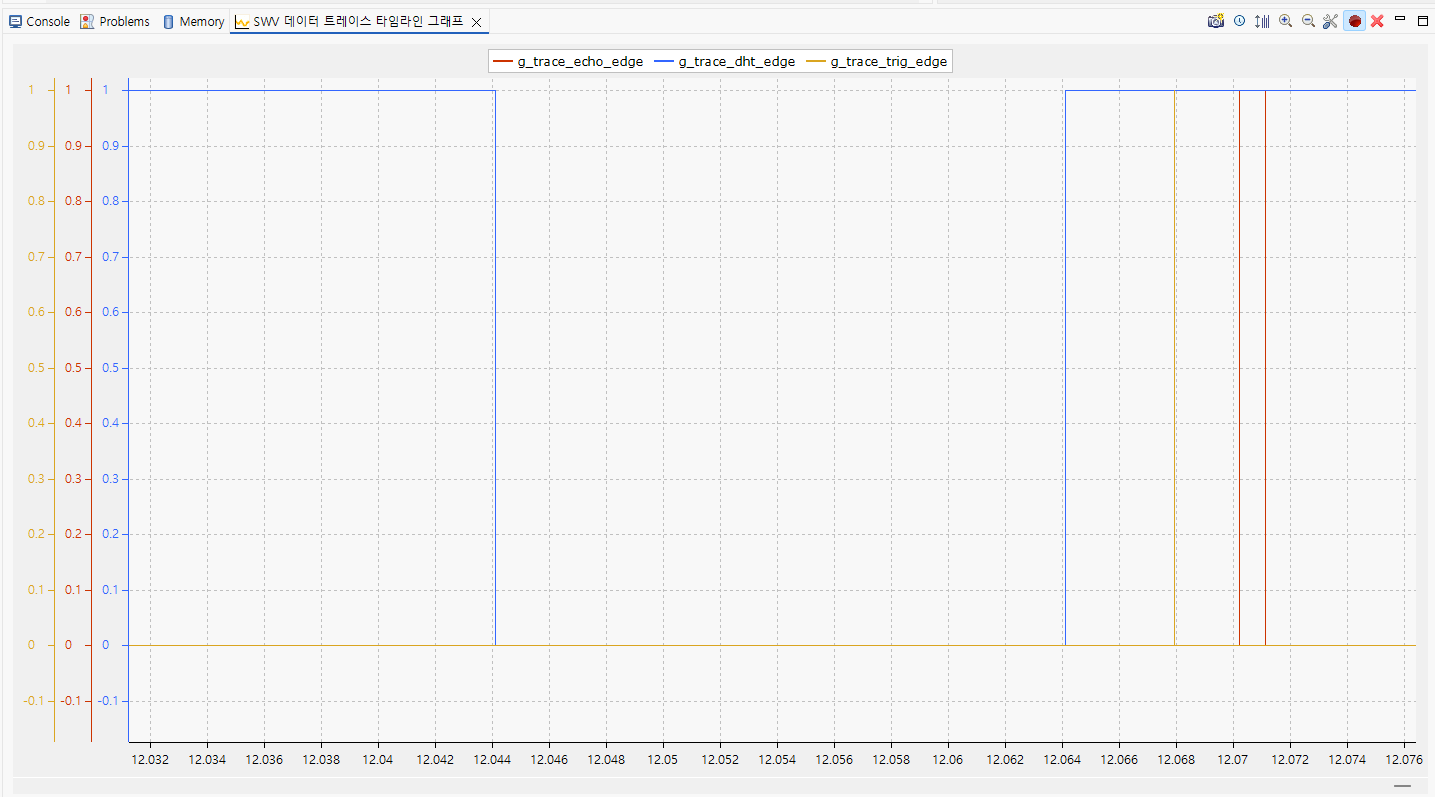 Console Problems Memory SWV 데이터 트레이스 타임라인 그래프
g_trace_echo_edge g_trace_dht_edge g_trace_trig_edge
1 1 1
0.9 0.9 0.9
0.8 0.8 0.8
0.7 0.7 0.7
0.6 0.6 0.6
0.5 0.5 0.5
0.4 0.4 0.4
0.3 0.3 0.3
0.2 0.2 0.2
0.1 0.1 0.1
0 0 0
-0.1 -0.1 -0.1
12.032 12.034 12.036 12.038 12.04 12.042 12.044 12.046 12.048 12.05 12.052 12.054 12.056 12.058 12.06 12.062 12.064 12.066 12.068 12.07 12.072 12.074 12.076